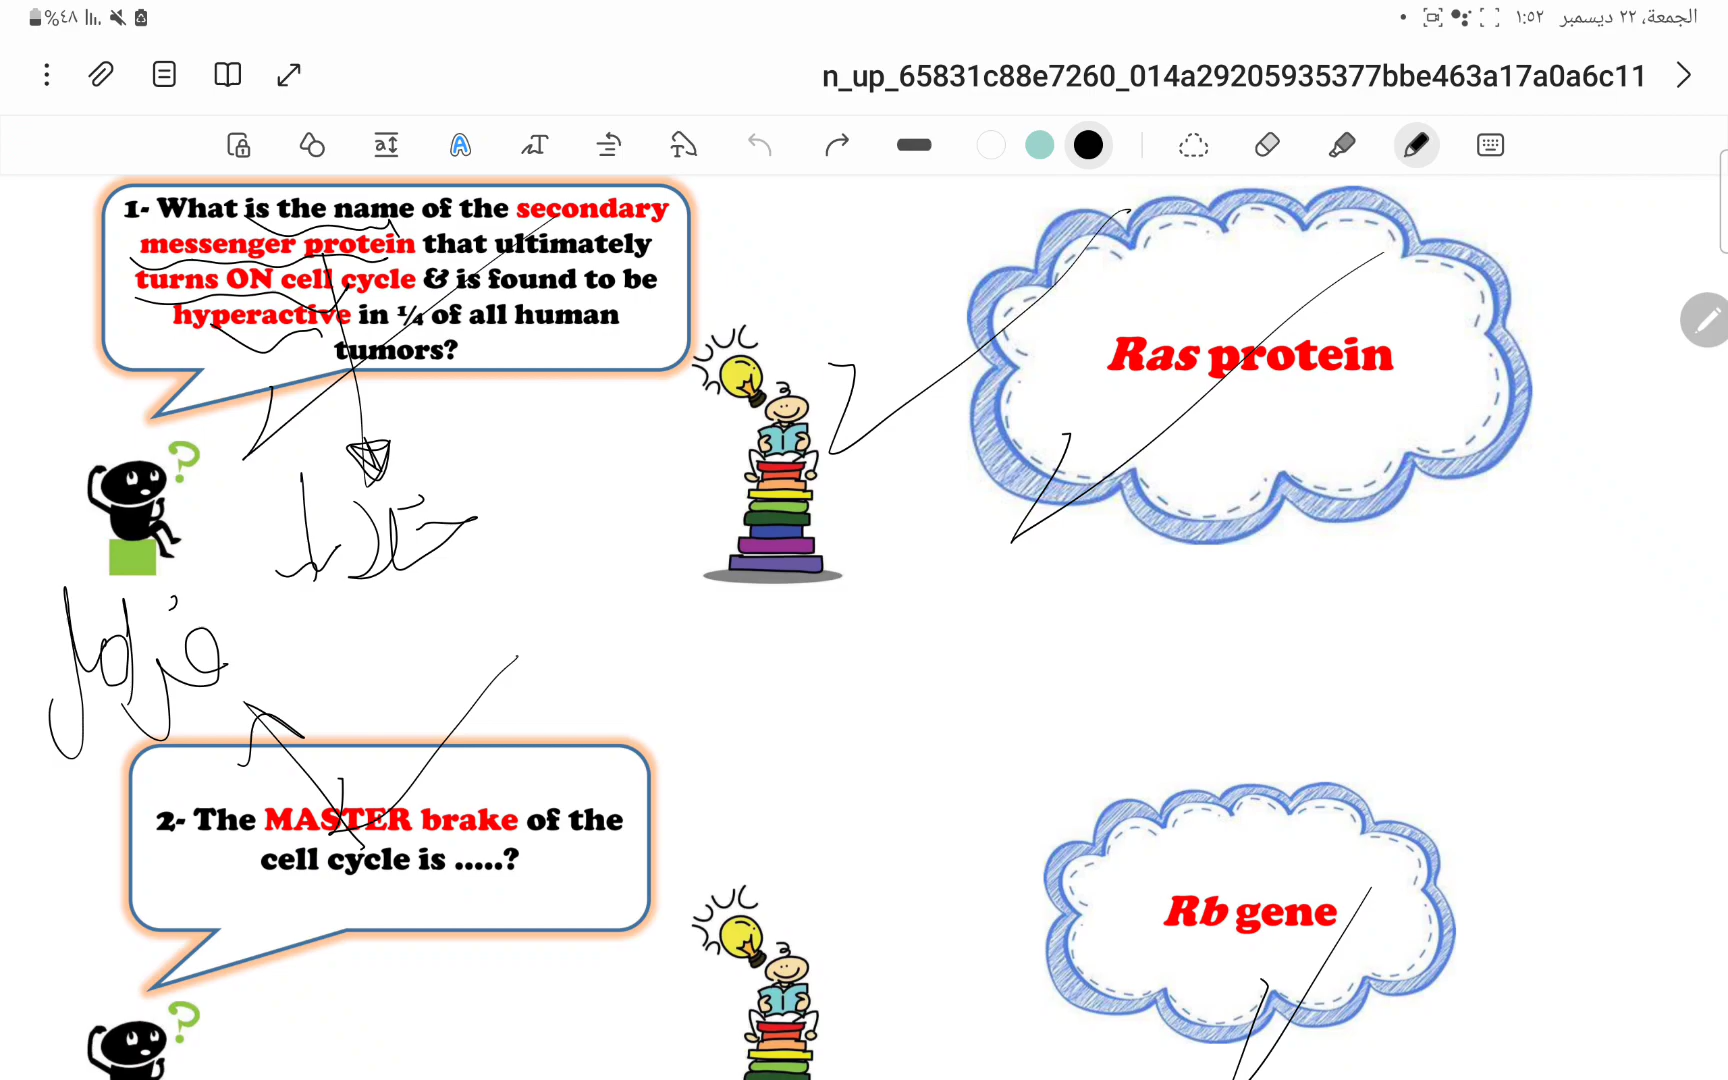 %٤٨
الجمعة، ٢٢ ديسمبر ١:٥٢
n_up_65831c88e7260_014a29205935377bbe463a17a0a6c11
1- What is the name of the secondary
messenger protein that ultimately
turns ON cell cycle & is found to be
hyperactive in ¼ of all human
tumors?
Ras protein
2- The MASTER brake of the
cell cycle is .....?
Rb gene